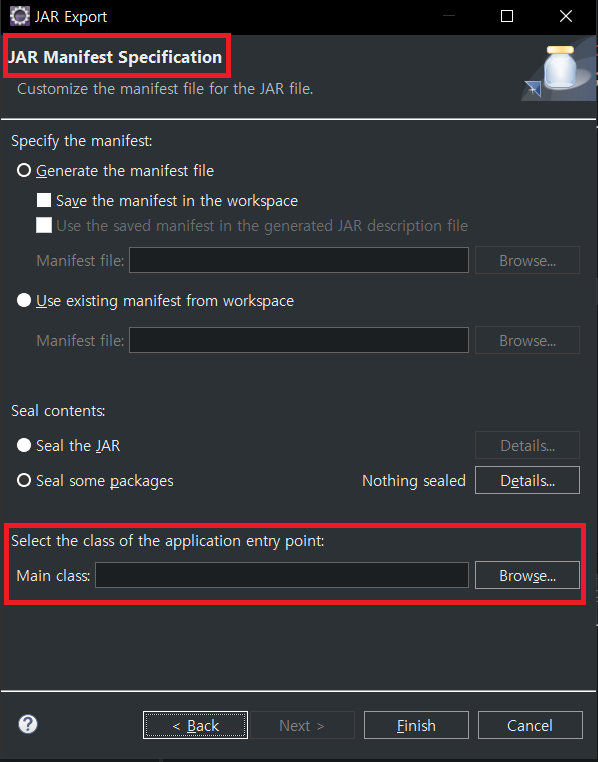 JAR Export
JAR Manifest Specification
Customize the manifest file for the JAR file.
Specify the manifest:
Generate the manifest file
Save the manifest in the workspace
Use the saved manifest in the generated JAR description file
Manifest file: Browse...
Use existing manifest from workspace
Manifest file: Browse...
Seal contents:
Seal the JAR Details...
Seal some packages Nothing sealed Details...
Select the class of the application entry point:
Main class: Browse...
? < Back Next > Finish Cancel